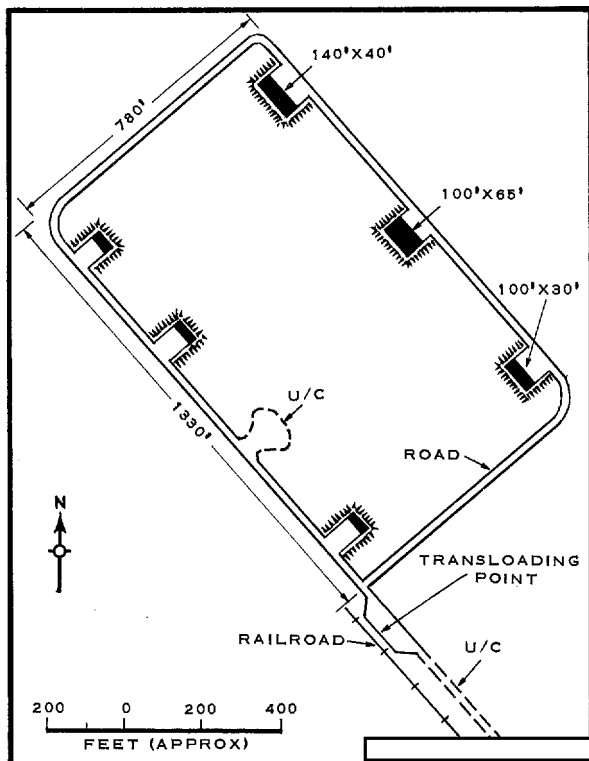 140'X40'
780'
100'X65'
100'X30'
U/C
1330'
ROAD
N
TRANSLOADING
POINT
RAILROAD
U/C
200 0 200 400
FEET (APPROX)